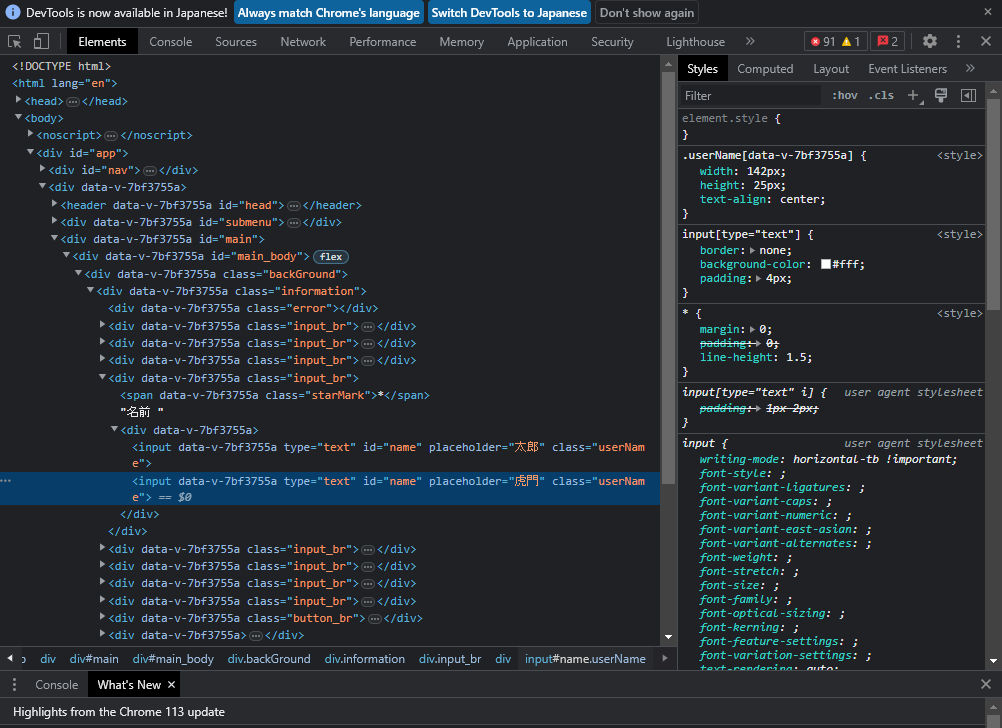 DevTools is now available in Japanese! Always match Chrome's language Switch DevTools to Japanese Don't show again
Elements Console Sources Network Performance Memory Application Security Lighthouse 91 1 2
<!DOCTYPE html>
<html lang="en">
<head> ⋯ </head>
<body>
<noscript> ⋯ </noscript>
<div id="app">
<div id="nav"> ⋯ </div>
<div data-v-7bf3755a>
<header data-v-7bf3755a id="head"> ⋯ </header>
<div data-v-7bf3755a id="submenu"> ⋯ </div>
<div data-v-7bf3755a id="main">
<div data-v-7bf3755a id="main_body"> flex
<div data-v-7bf3755a class="backGround">
<div data-v-7bf3755a class="information">
<div data-v-7bf3755a class="error"></div>
<div data-v-7bf3755a class="input_br"> ⋯ </div>
<div data-v-7bf3755a class="input_br"> ⋯ </div>
<div data-v-7bf3755a class="input_br"> ⋯ </div>
<div data-v-7bf3755a class="input_br">
<span data-v-7bf3755a class="starMark">*</span>
"名前 "
<div data-v-7bf3755a>
<input data-v-7bf3755a type="text" id="name" placeholder="太郎" class="userNam
e">
<input data-v-7bf3755a type="text" id="name" placeholder="虎門" class="userNam
e"> == $0
</div>
</div>
<div data-v-7bf3755a class="input_br"> ⋯ </div>
<div data-v-7bf3755a class="input_br"> ⋯ </div>
<div data-v-7bf3755a class="input_br"> ⋯ </div>
<div data-v-7bf3755a class="input_br"> ⋯ </div>
<div data-v-7bf3755a class="button_br"> ⋯ </div>
<div data-v-7bf3755a> ⋯ </div>
div div#main div#main_body div.backGround div.information div.input_br div input#name.userName
Styles Computed Layout Event Listeners
Filter :hov .cls
element.style {
}
.userName[data-v-7bf3755a] { <style>
width: 142px;
height: 25px;
text-align: center;
}
input[type="text"] { <style>
border: none;
background-color: #fff;
padding: 4px;
}
* { <style>
margin: 0;
padding: 0;
line-height: 1.5;
}
input[type="text" i] { user agent stylesheet
padding: 1px 2px;
}
input { user agent stylesheet
writing-mode: horizontal-tb !important;
font-style: ;
font-variant-ligatures: ;
font-variant-caps: ;
font-variant-numeric: ;
font-variant-east-asian: ;
font-variant-alternates: ;
font-weight: ;
font-stretch: ;
font-size: ;
font-family: ;
font-optical-sizing: ;
font-kerning: ;
font-feature-settings: ;
font-variation-settings: ;
text-rendering: auto;
Console What's New
Highlights from the Chrome 113 update